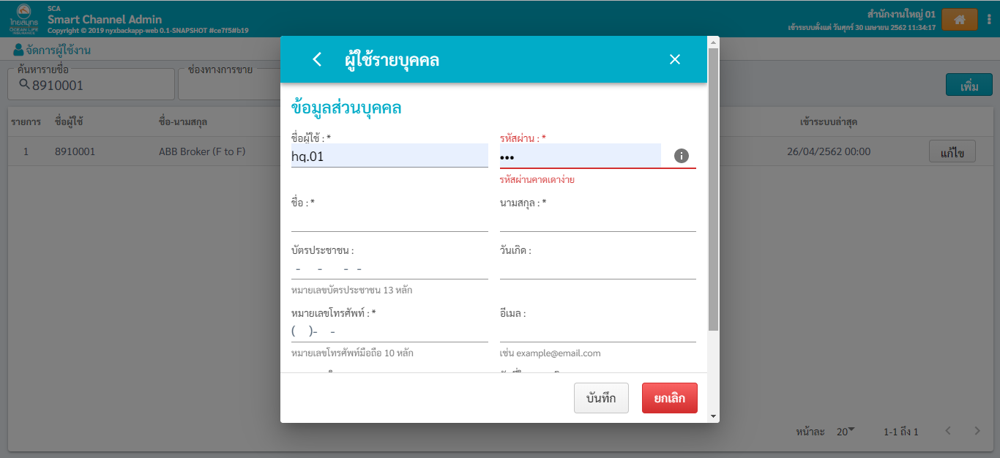 SCA
Smart Channel Admin
Copyright © 2019 nyxbackapp-web 0.1-SNAPSHOT #ce7f5#b19
ไทยสมุทร
OCEAN LIFE
INSURANCE
สำนักงานใหญ่ 01
เข้าระบบตั้งแต่ วันศุกร์ 30 เมษายน 2562 11:34:17
จัดการผู้ใช้งาน
ค้นหารายชื่อ
8910001
ช่องทางการขาย
เพิ่ม
รายการ ชื่อผู้ใช้ ชื่อ-นามสกุล เข้าระบบล่าสุด
1 8910001 ABB Broker (F to F) 26/04/2562 00:00 แก้ไข
ผู้ใช้รายบุคคล
ข้อมูลส่วนบุคคล
ชื่อผู้ใช้ : * รหัสผ่าน : *
hq.01 •••
รหัสผ่านคาดเดาง่าย
ชื่อ : * นามสกุล : *
บัตรประชาชน : วันเกิด :
- - - -
หมายเลขบัตรประชาชน 13 หลัก
หมายเลขโทรศัพท์ : * อีเมล :
( )- -
หมายเลขโทรศัพท์มือถือ 10 หลัก เช่น example@email.com
บันทึก ยกเลิก
หน้าละ 20 1-1 ถึง 1